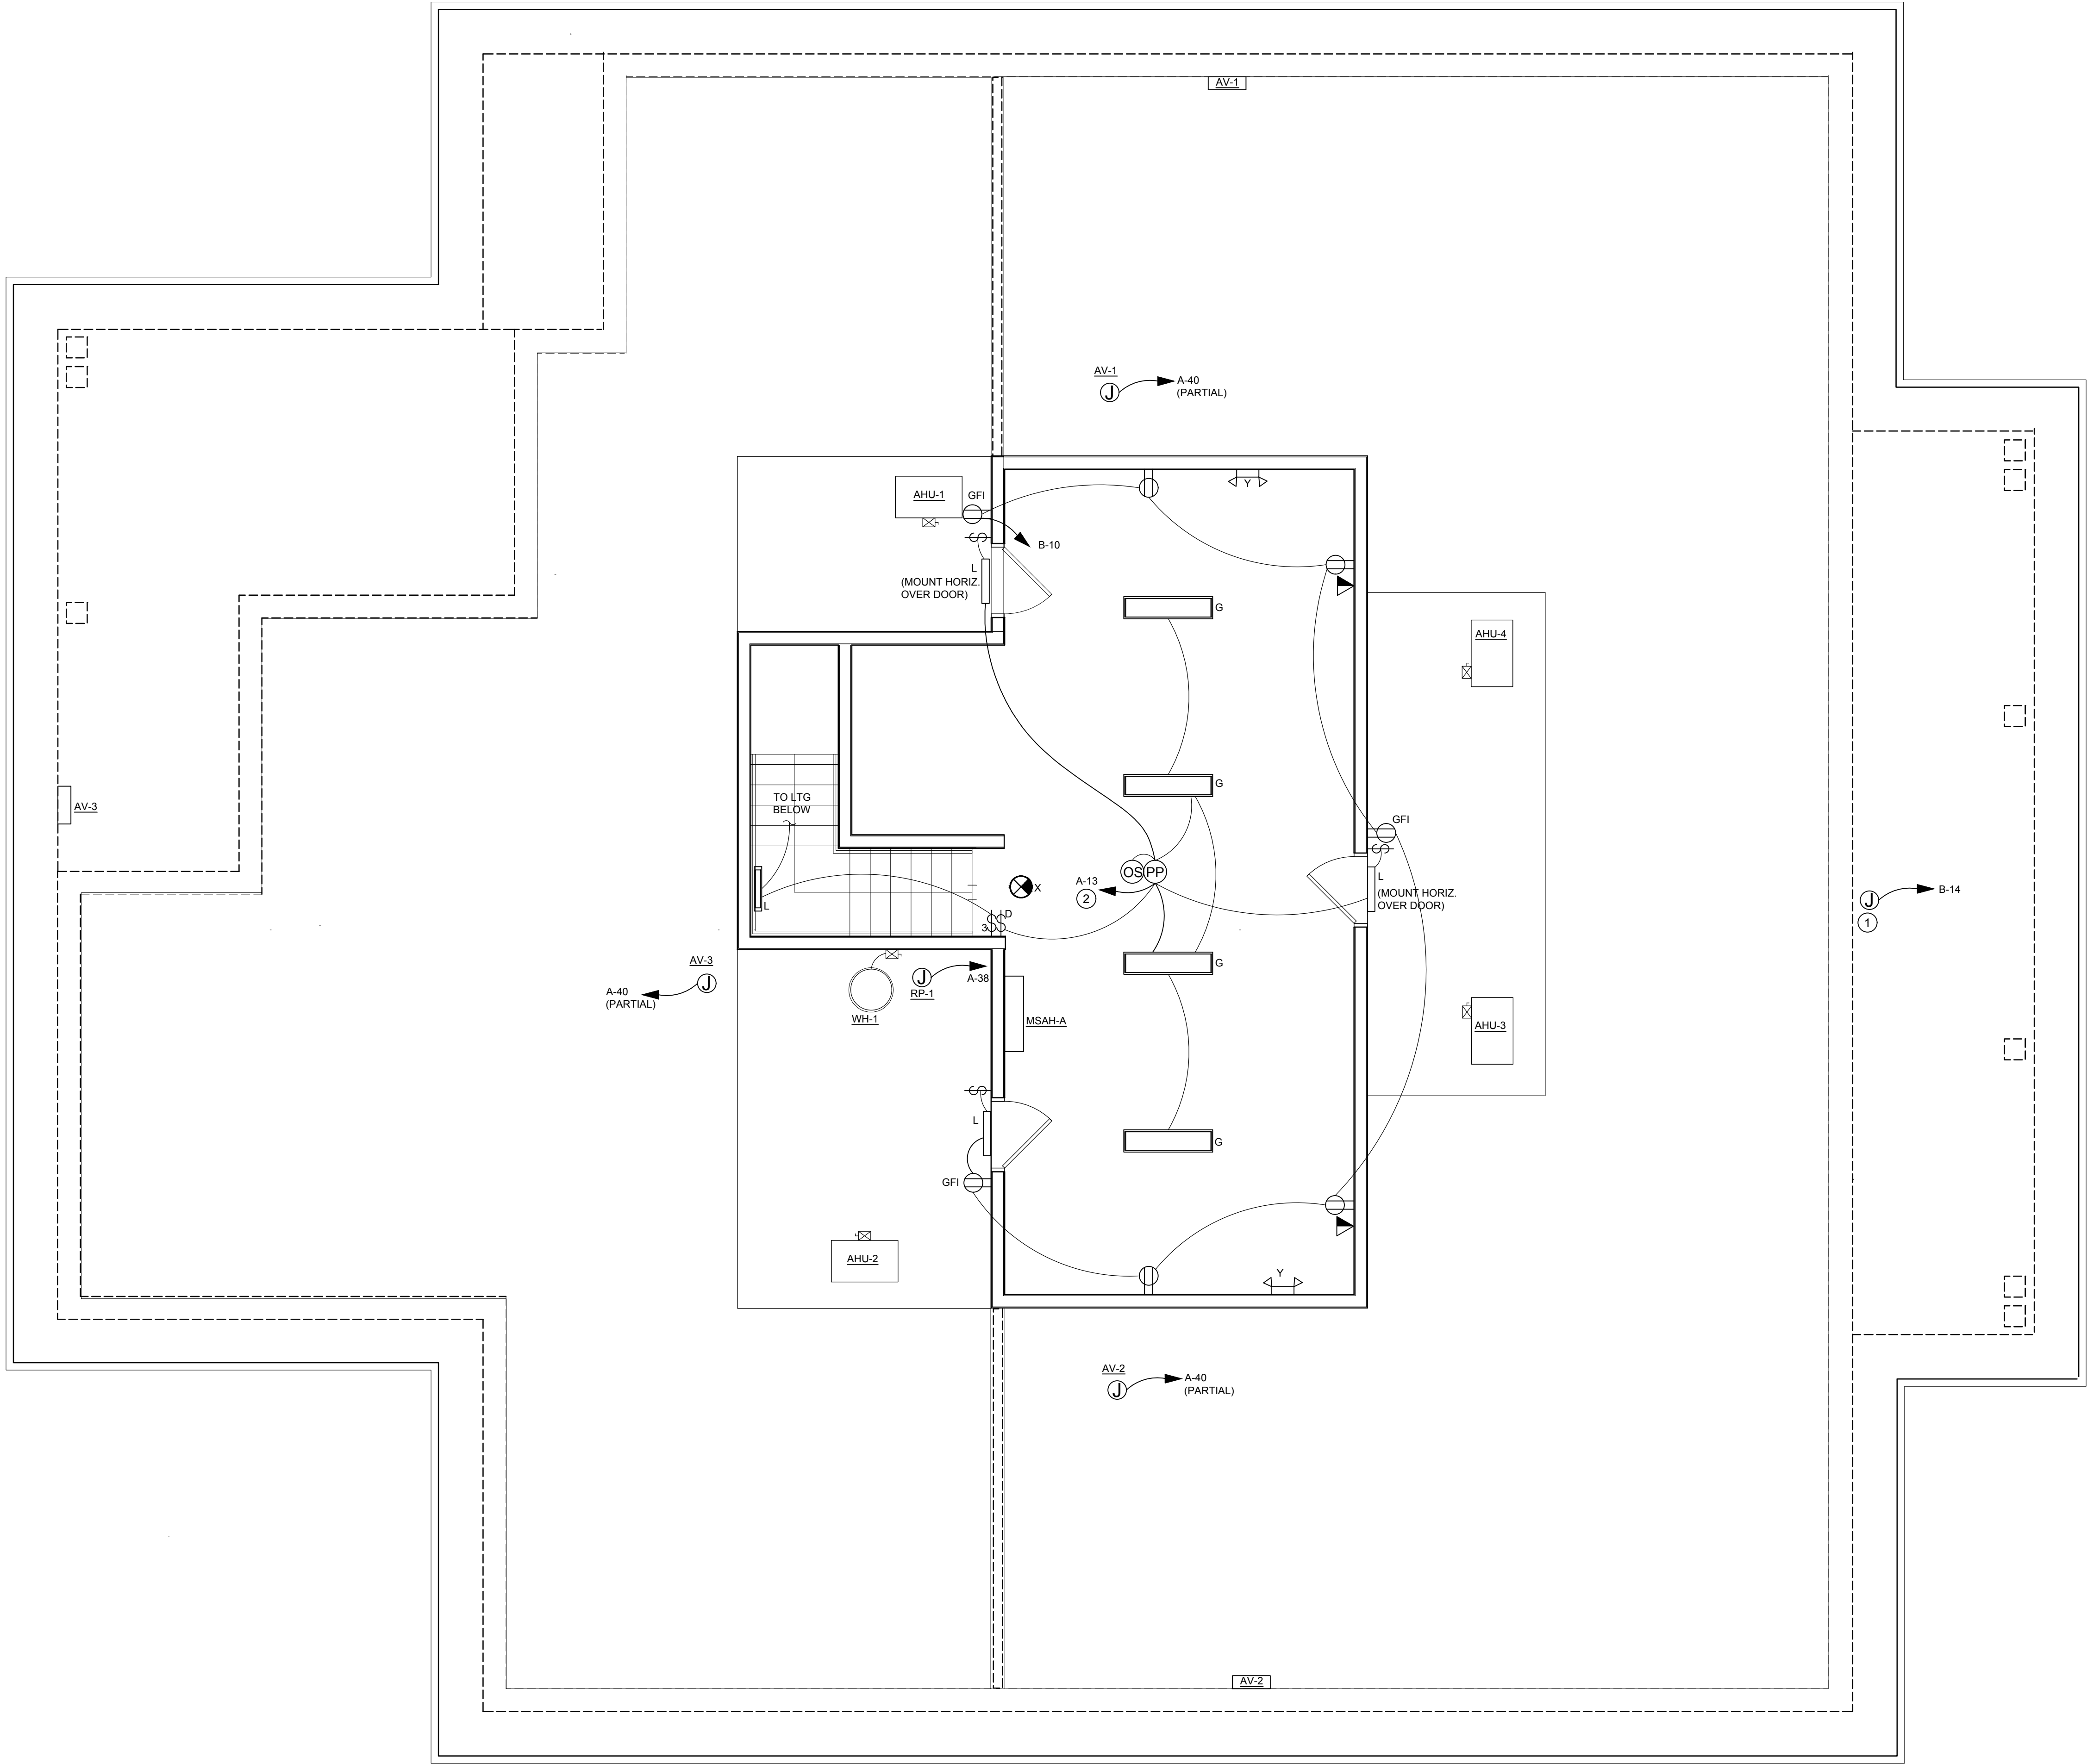 AV-1
AV-1
A-40
(PARTIAL)
AHU-1
GFI
Y
B-10
L
(MOUNT HORIZ.
OVER DOOR)
G
AHU-4
G
TO LTG
BELOW
AV-3
GFI
OS
PP
A-13
2
X
L
(MOUNT HORIZ.
OVER DOOR)
L
D
3
J
B-14
1
AV-3
J
A-40
(PARTIAL)
J
RP-1
A-38
WH-1
G
MSAH-A
AHU-3
L
G
GFI
AHU-2
Y
AV-2
J
A-40
(PARTIAL)
AV-2
J